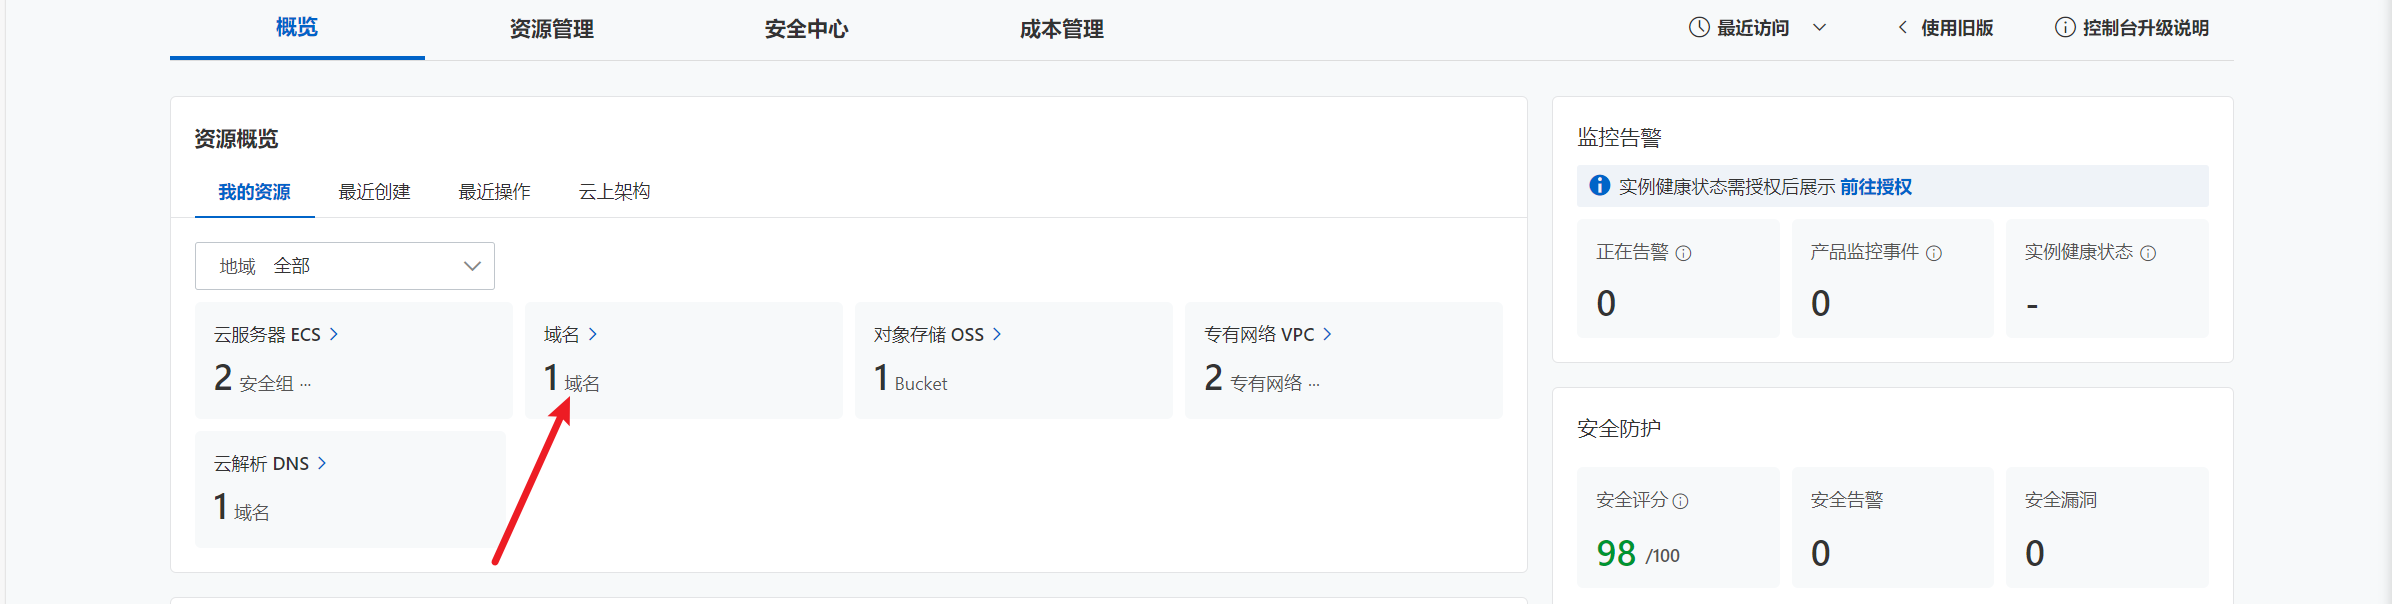 概览 资源管理 安全中心 成本管理 最近访问 使用旧版 控制台升级说明
资源概览
我的资源 最近创建 最近操作 云上架构
地域 全部
云服务器 ECS
2 安全组 ...
域名
1 域名
对象存储 OSS
1 Bucket
专有网络 VPC
2 专有网络 ...
云解析 DNS
1 域名
监控告警
实例健康状态需授权后展示 前往授权
正在告警
0
产品监控事件
0
实例健康状态
-
安全防护
安全评分
98 /100
安全告警
0
安全漏洞
0